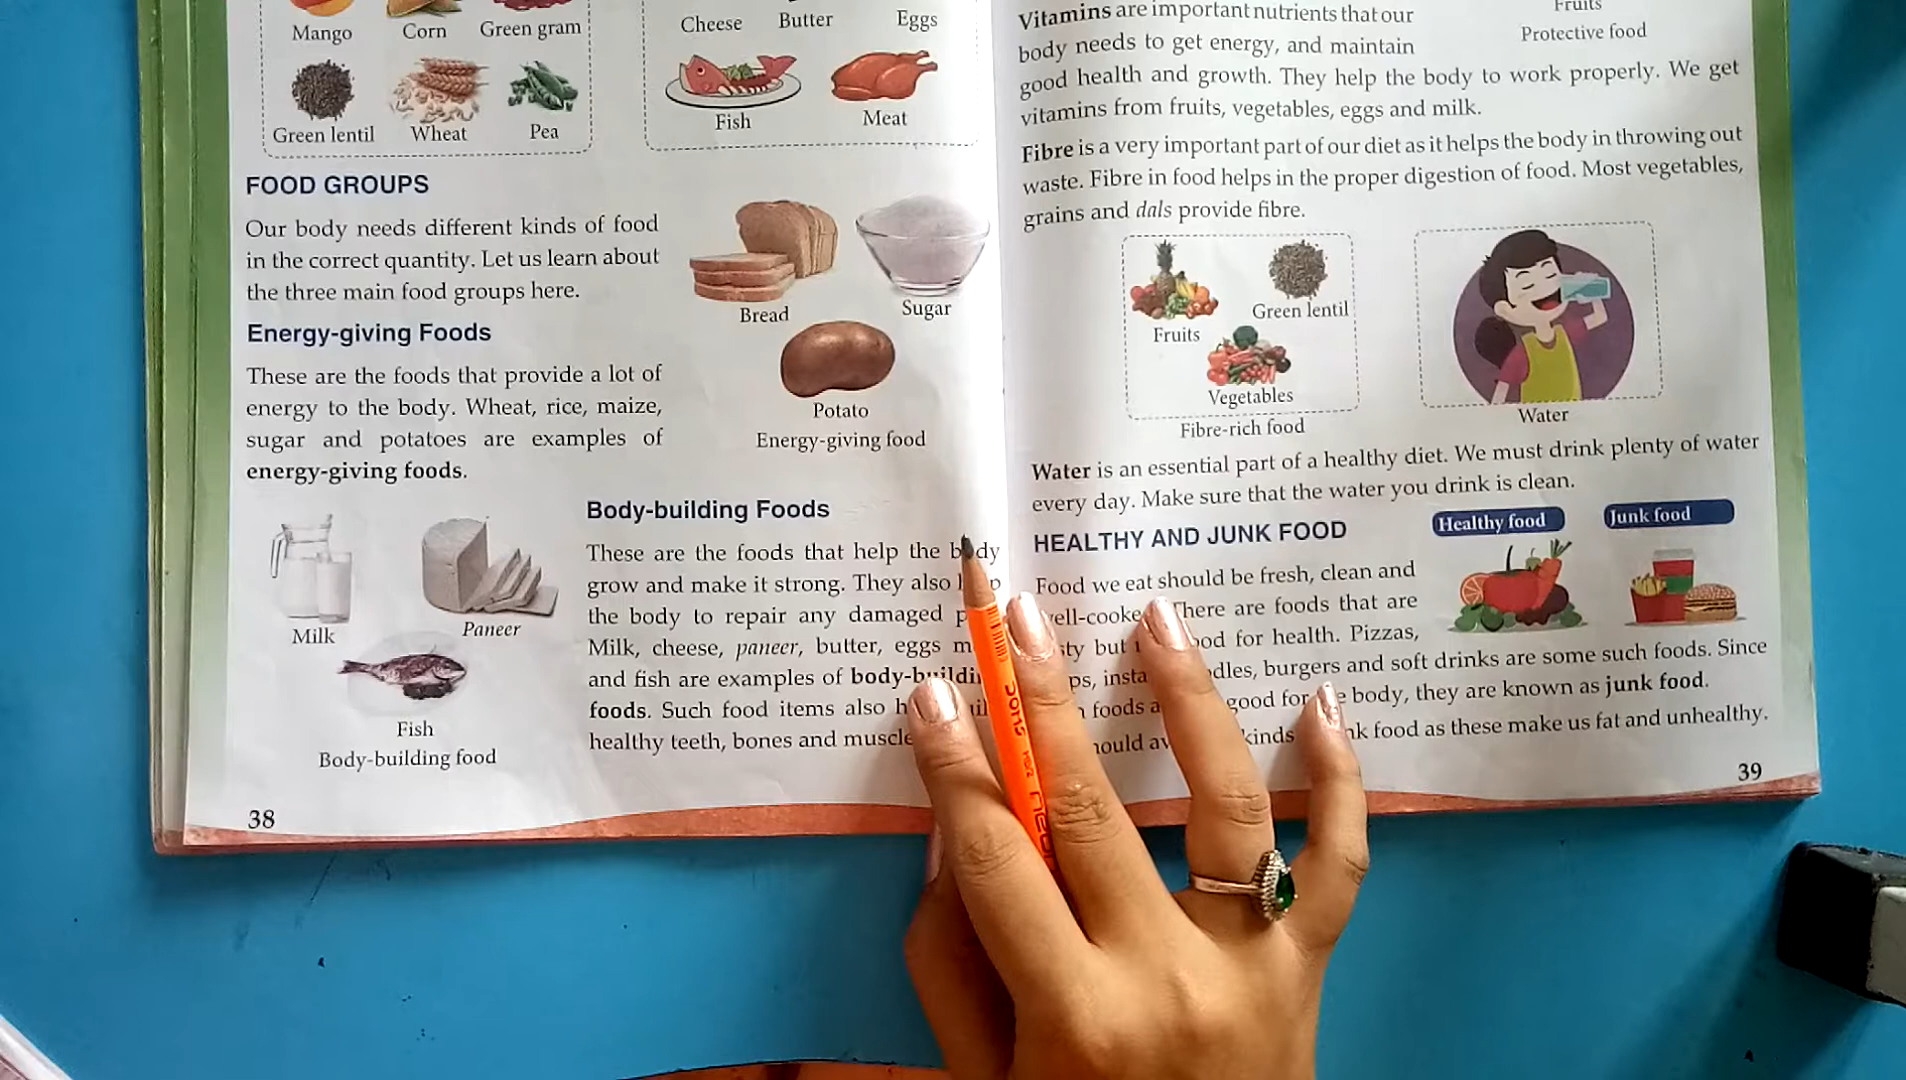 Mango Corn Green gram
Green lentil Wheat Pea
Cheese Butter Eggs
Fish Meat
FOOD GROUPS
Our body needs different kinds of food
in the correct quantity. Let us learn about
the three main food groups here.
Bread Sugar
Potato
Energy-giving food
Energy-giving Foods
These are the foods that provide a lot of
energy to the body. Wheat, rice, maize,
sugar and potatoes are examples of
energy-giving foods.
Milk Paneer
Fish
Body-building food
Body-building Foods
These are the foods that help the body
grow and make it strong. They also
the body to repair any damaged
Milk, cheese, paneer, butter, eggs
and fish are examples of
foods. Such food items also
healthy teeth, bones and
38
Fruits
Protective food
Vitamins are important nutrients that our
body needs to get energy, and maintain
good health and growth. They help the body to work properly. We get
vitamins from fruits, vegetables, eggs and milk.
Fibre is a very important part of our diet as it helps the body in throwing out
waste. Fibre in food helps in the proper digestion of food. Most vegetables,
grains and dals provide fibre.
Fruits Green lentil
Vegetables
Fibre-rich food
Water
Water is an essential part of a healthy diet. We must drink plenty of water
every day. Make sure that the water you drink is clean.
HEALTHY AND JUNK FOOD
Healthy food Junk food
Food we eat should be fresh, clean and
There are foods that are
but for health. Pizzas,
burgers and soft drinks are some such foods. Since
foods good for body, they are known as junk food.
kinds food as these make us fat and unhealthy.
39